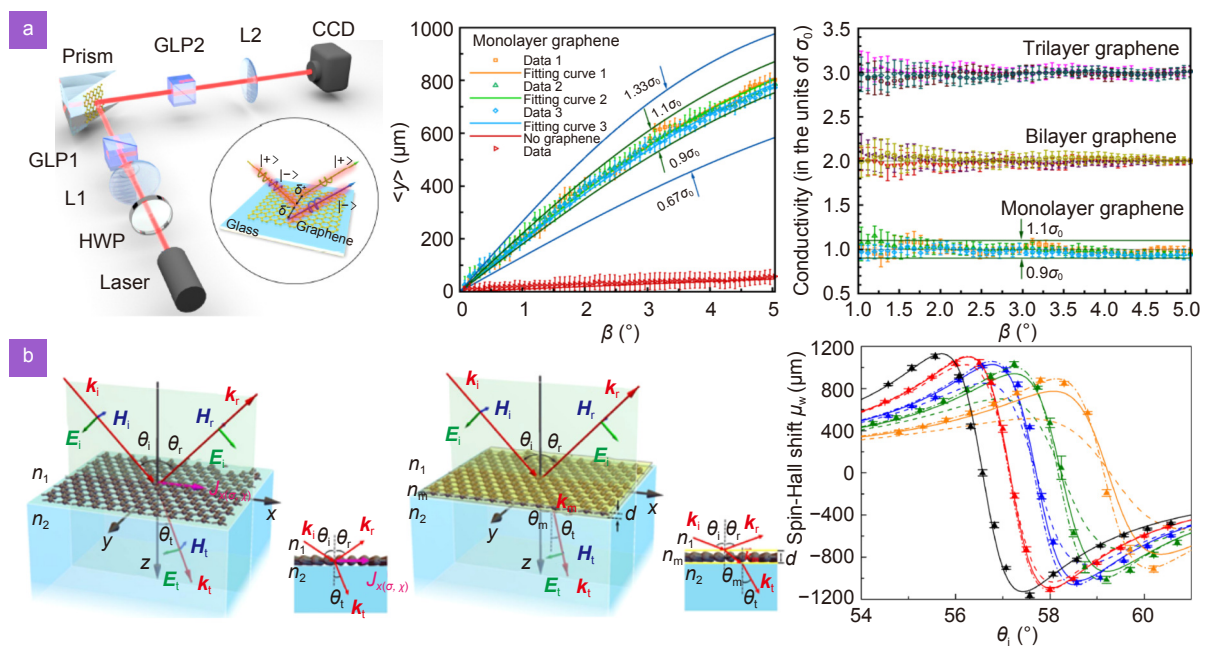 a
Prism
GLP2
L2
CCD
GLP1
L1
HWP
Laser
|+⟩
|−⟩
|+⟩
|−⟩
δ
δ
Glass
Graphene
<y> (μm)
1000
800
600
400
200
0
Monolayer graphene
Data 1
Fitting curve 1
Data 2
Fitting curve 2
Data 3
Fitting curve 3
No graphene
Data
1.33σ₀
1.1σ₀
0.9σ₀
0.67σ₀
0 1 2 3 4 5
β (°)
Conductivity (in the units of σ₀)
3.5
3.0
2.5
2.0
1.5
1.0
0.5
Trilayer graphene
Bilayer graphene
Monolayer graphene
1.1σ₀
0.9σ₀
1.0 1.5 2.0 2.5 3.0 3.5 4.0 4.5 5.0
β (°)
b
kᵢ
kᵣ
Hᵢ
Hᵣ
Eᵢ
θᵢ
θᵣ
Eᵢ
n₁
n₂
Jₓ(σ, χ)
x
y
z
θₜ
Hₜ
Eₜ
kₜ
kᵢ
θᵢ
θᵣ
kᵣ
n₁
n₂
Jₓ(σ, χ)
θₜ
kₜ
kᵢ
kᵣ
Hᵢ
Hᵣ
Eᵢ
θᵢ
θᵣ
Eᵢ
n₁
nₘ
n₂
kₘ
d
x
y
z
θₘ
θₜ
Hₜ
Eₜ
kₜ
kᵢ
θᵢ
θᵣ
kᵣ
n₁
nₘ
n₂
d
θₘ
θₜ
kₜ
Spin-Hall shift μ_w (μm)
1200
800
400
0
−400
−800
−1200
54 56 58 60
θᵢ (°)